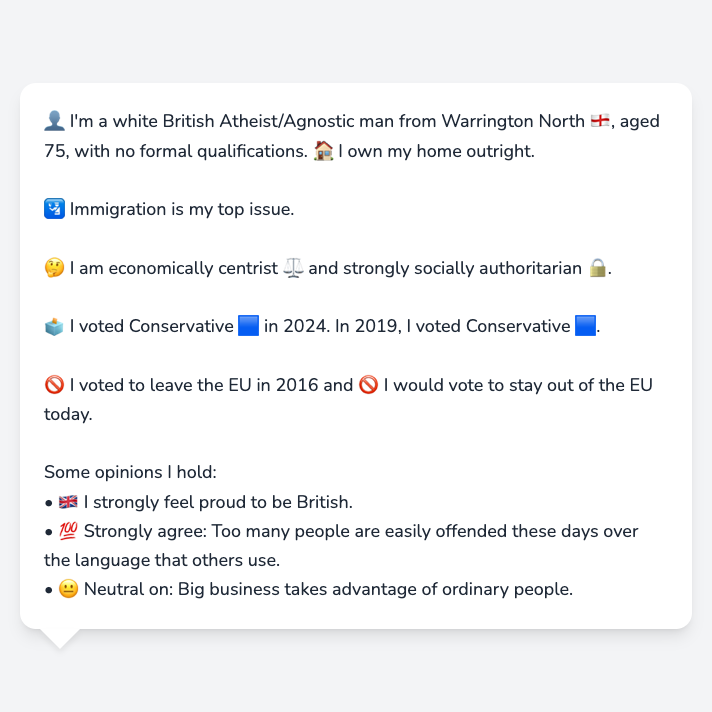 👤 I'm a white British Atheist/Agnostic man from Warrington North 🏴󠁧󠁢󠁥󠁮󠁧󠁿, aged
75, with no formal qualifications. 🏠 I own my home outright.
🛂 Immigration is my top issue.
🤔 I am economically centrist ⚖️ and strongly socially authoritarian 🔒.
🗳️ I voted Conservative 🟦 in 2024. In 2019, I voted Conservative 🟦.
🚫 I voted to leave the EU in 2016 and 🚫 I would vote to stay out of the EU
today.
Some opinions I hold:
• 🇬🇧 I strongly feel proud to be British.
• 💯 Strongly agree: Too many people are easily offended these days over
the language that others use.
• 😐 Neutral on: Big business takes advantage of ordinary people.